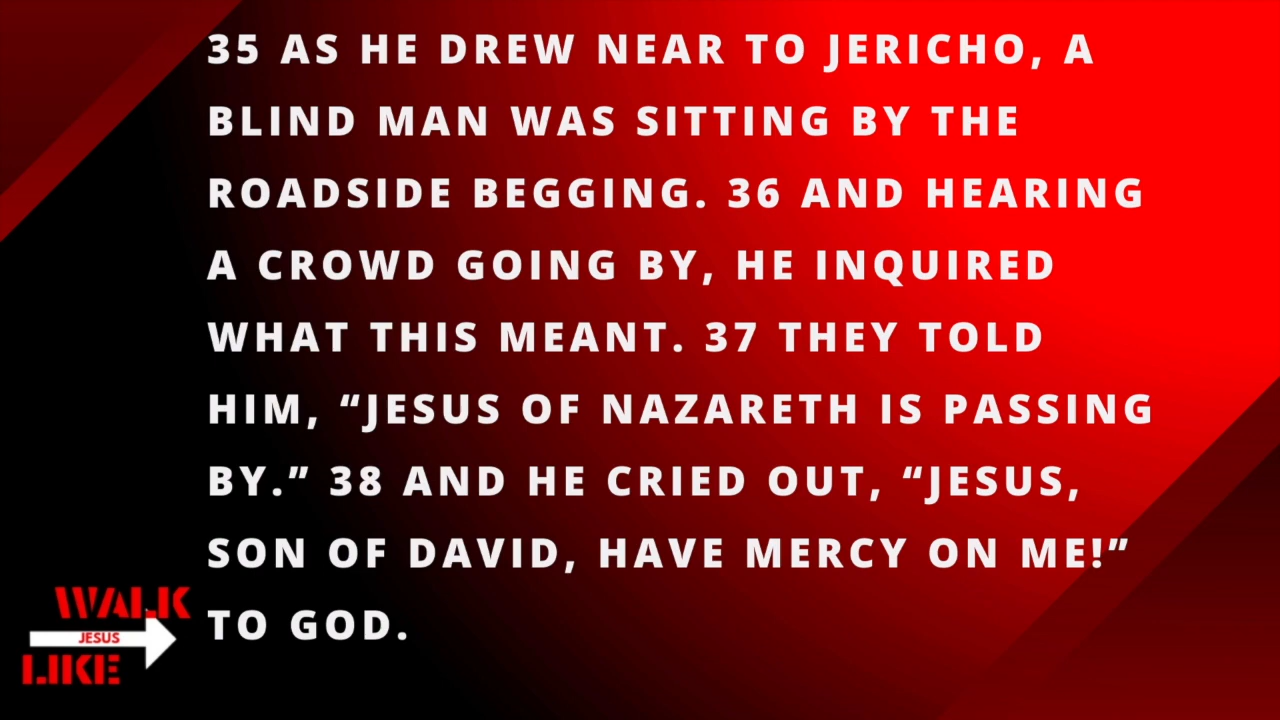 35 AS HE DREW NEAR TO JERICHO, A
BLIND MAN WAS SITTING BY THE
ROADSIDE BEGGING. 36 AND HEARING
A CROWD GOING BY, HE INQUIRED
WHAT THIS MEANT. 37 THEY TOLD
HIM, “JESUS OF NAZARETH IS PASSING
BY.” 38 AND HE CRIED OUT, “JESUS,
SON OF DAVID, HAVE MERCY ON ME!”
TO GOD.
WALK
JESUS
LIKE